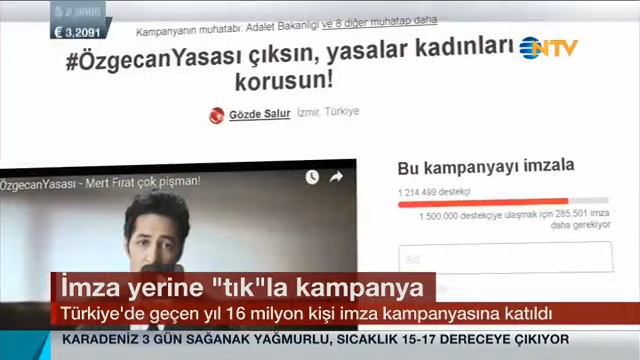 $ 2,9865
€ 3,2091
Kampanyanın muhatabı: Adalet Bakanlığı ve 8 diğer muhatap daha
#ÖzgecanYasası çıksın, yasalar kadınları
korusun!
NTV
Gözde Salur İzmir, Türkiye
ÖzgecanYasası - Mert Fırat çok pişman!
Bu kampanyayı imzala
1.214.499 destekçi
1.500.000 destekçiye ulaşmak için 285.501 imza
daha gerekiyor
Ad
İmza yerine "tık"la kampanya
Türkiye'de geçen yıl 16 milyon kişi imza kampanyasına katıldı
KARADENİZ 3 GÜN SAĞANAK YAĞMURLU, SICAKLIK 15-17 DERECEYE ÇIKIYOR